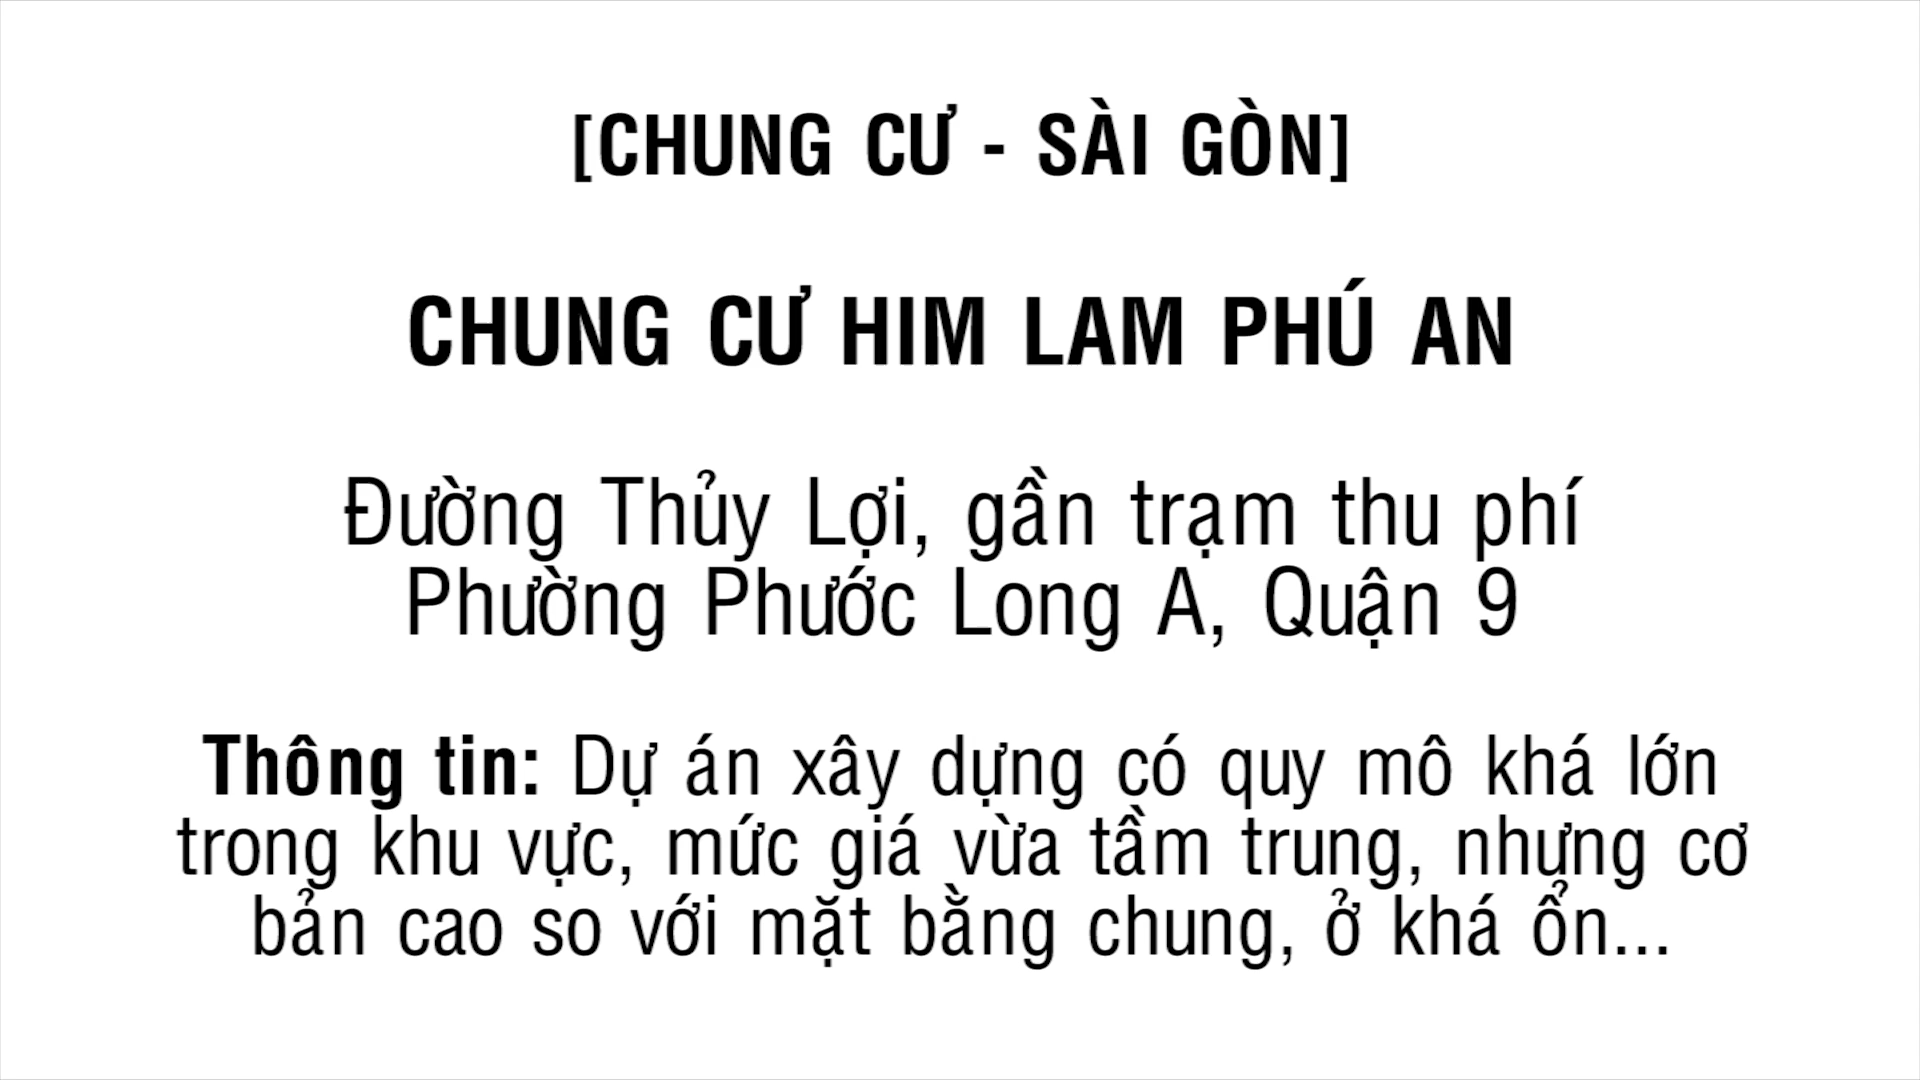 [CHUNG CƯ - SÀI GÒN]
CHUNG CƯ HIM LAM PHÚ AN
Đường Thủy Lợi, gần trạm thu phí
Phường Phước Long A, Quận 9
Thông tin: Dự án xây dựng có quy mô khá lớn
trong khu vực, mức giá vừa tầm trung, nhưng cơ
bản cao so với mặt bằng chung, ở khá ổn...